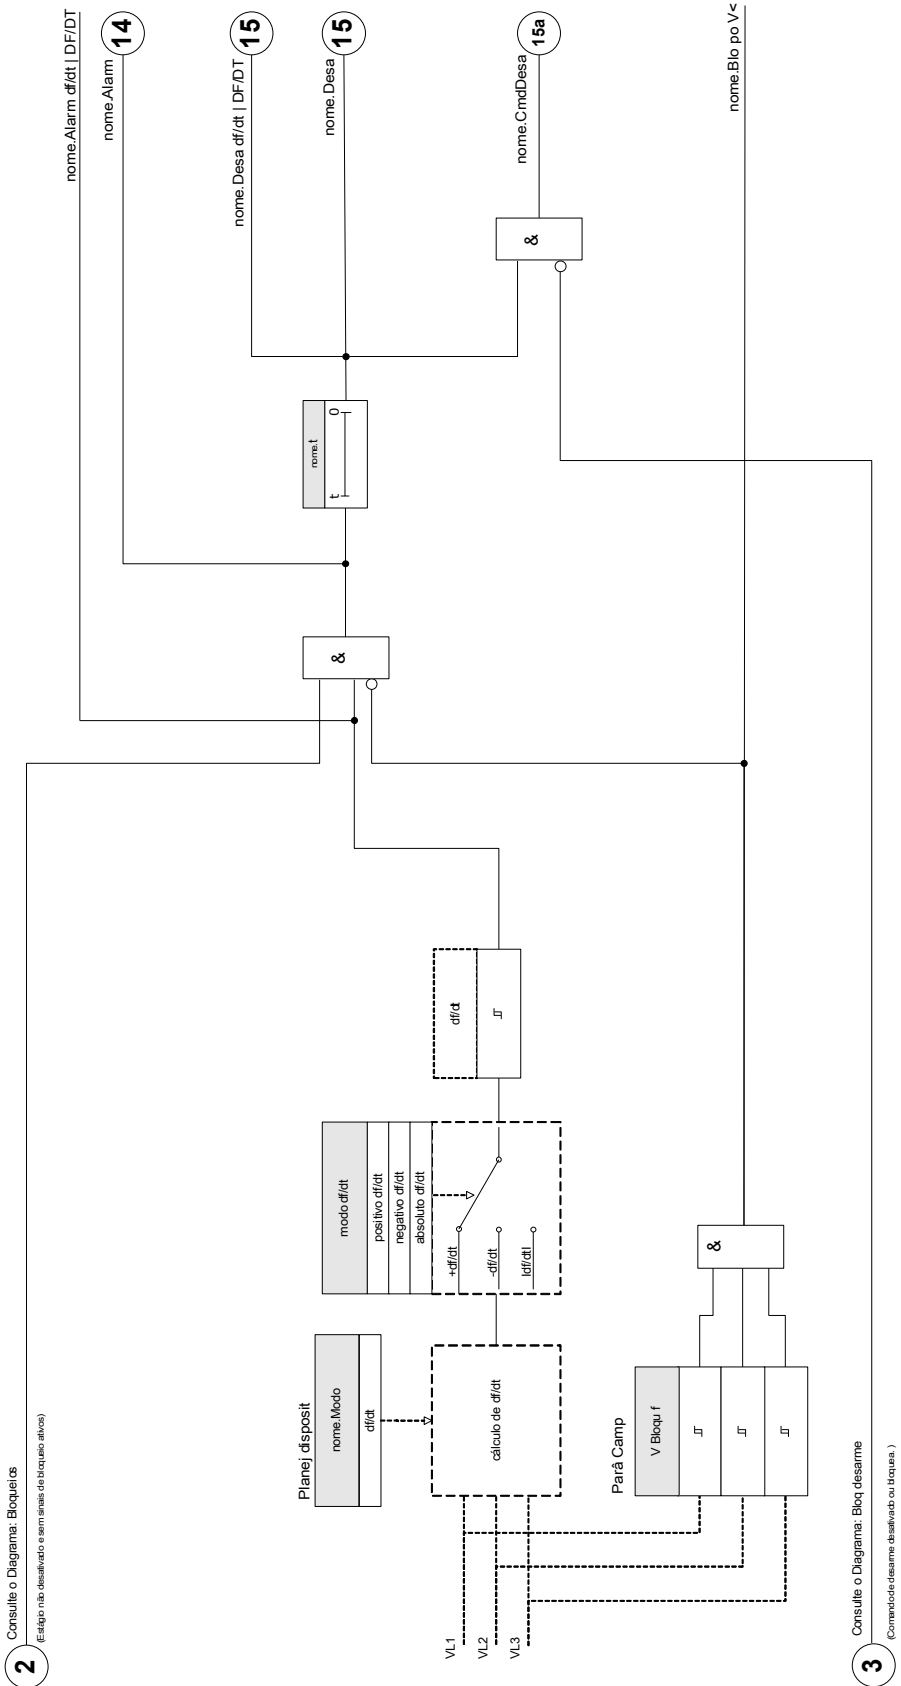 2
Consulte o Diagrama: Bloqueios
(Estágio não desativado e sem sinais de bloqueio ativos)
nome.Alarm df/dt | DF/DT
nome.Alarm
14
nome.Desa df/dt | DF/DT
15
nome.Desa
15
nome.CmdDesa
15a
nome.Blo po V<
&
nome.t
t
0
&
Planej disposit
nome.Modo
df/dt
modo df/dt
positivo df/dt
negativo df/dt
absoluto df/dt
+df/dt
-df/dt
|df/dt|
df/dt
cálculo de df/dt
VL1
VL2
VL3
Parâ Camp
V Bloqu f
&
3
Consulte o Diagrama: Bloq desarme
(Comando de desarme desativado ou bloquea. )